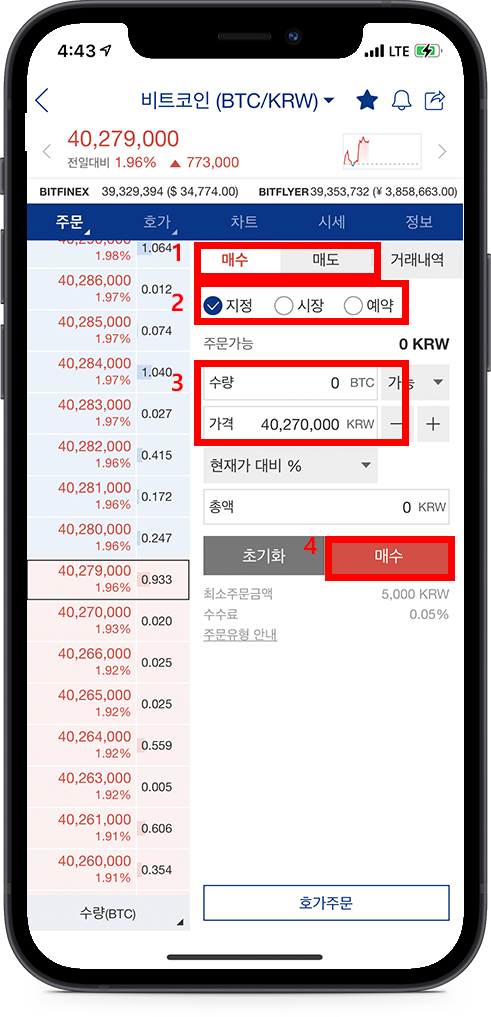 4:43 LTE
비트코인 (BTC/KRW)
40,279,000
전일대비 1.96% ▲ 773,000
BITFINEX 39,329,394 ($ 34,774.00) BITFLYER 39,353,732 (¥ 3,858,663.00)
주문 호가 차트 시세 정보
1.98% 1.064
40,286,000
1.97% 0.012
40,285,000
1.97% 0.074
40,284,000
1.97% 1.040
40,283,000
1.97% 0.027
40,282,000
1.96% 0.415
40,281,000
1.96% 0.172
40,280,000
1.96% 0.247
40,279,000
1.96% 0.933
40,270,000
1.93% 0.020
40,266,000
1.92% 0.025
40,265,000
1.92% 0.025
40,264,000
1.92% 0.559
40,263,000
1.92% 0.005
40,261,000
1.91% 0.606
40,260,000
1.91% 0.354
수량(BTC)
1 매수 매도 거래내역
2 지정 시장 예약
주문가능 0 KRW
3 수량 0 BTC
가격 40,270,000 KRW − +
현재가 대비 %
총액 0 KRW
초기화 4 매수
최소주문금액 5,000 KRW
수수료 0.05%
주문유형 안내
호가주문